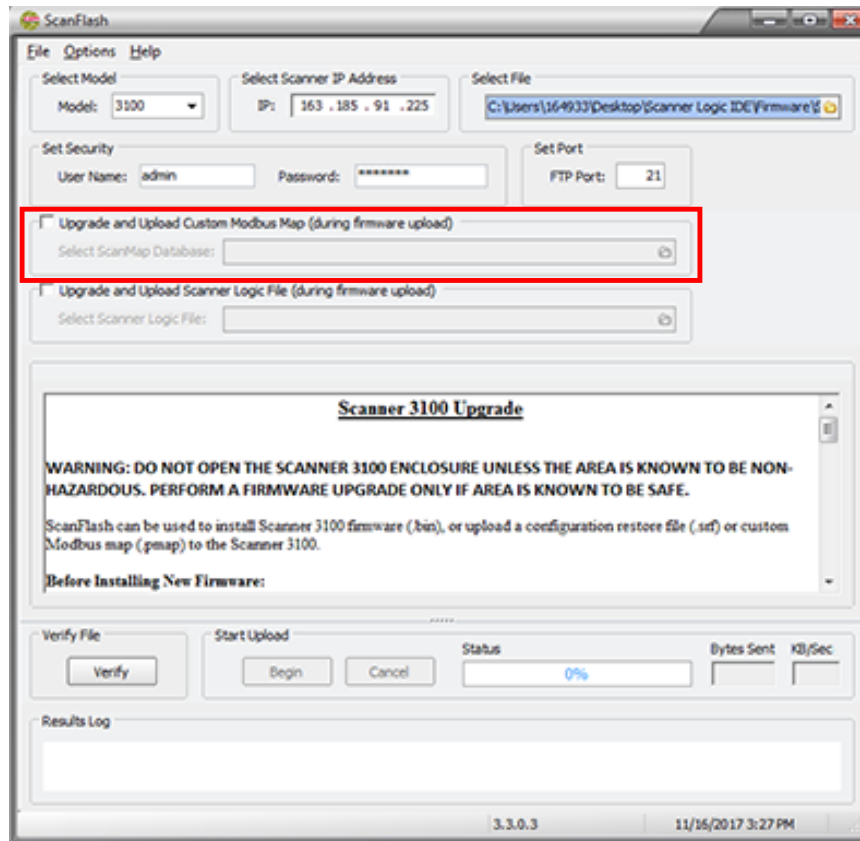 ScanFlash
File Options Help
Select Model
Model: 3100
Select Scanner IP Address
IP: 163 . 185 . 91 . 225
Select File
C:\Users\164933\Desktop\Scanner Logic IDE\Firmware\
Set Security
User Name: admin
Password: *******
Set Port
FTP Port: 21
Upgrade and Upload Custom Modbus Map (during firmware upload)
Select ScanMap Database:
Upgrade and Upload Scanner Logic File (during firmware upload)
Select Scanner Logic File:
Scanner 3100 Upgrade
WARNING: DO NOT OPEN THE SCANNER 3100 ENCLOSURE UNLESS THE AREA IS KNOWN TO BE NON-
HAZARDOUS. PERFORM A FIRMWARE UPGRADE ONLY IF AREA IS KNOWN TO BE SAFE.
ScanFlash can be used to install Scanner 3100 firmware (.bin), or upload a configuration restore file (.srf) or custom
Modbus map (.pmap) to the Scanner 3100.
Before Installing New Firmware:
Verify File
Verify
Start Upload
Begin
Cancel
Status
0%
Bytes Sent
KB/Sec
Results Log
3.3.0.3
11/16/2017 3:27 PM